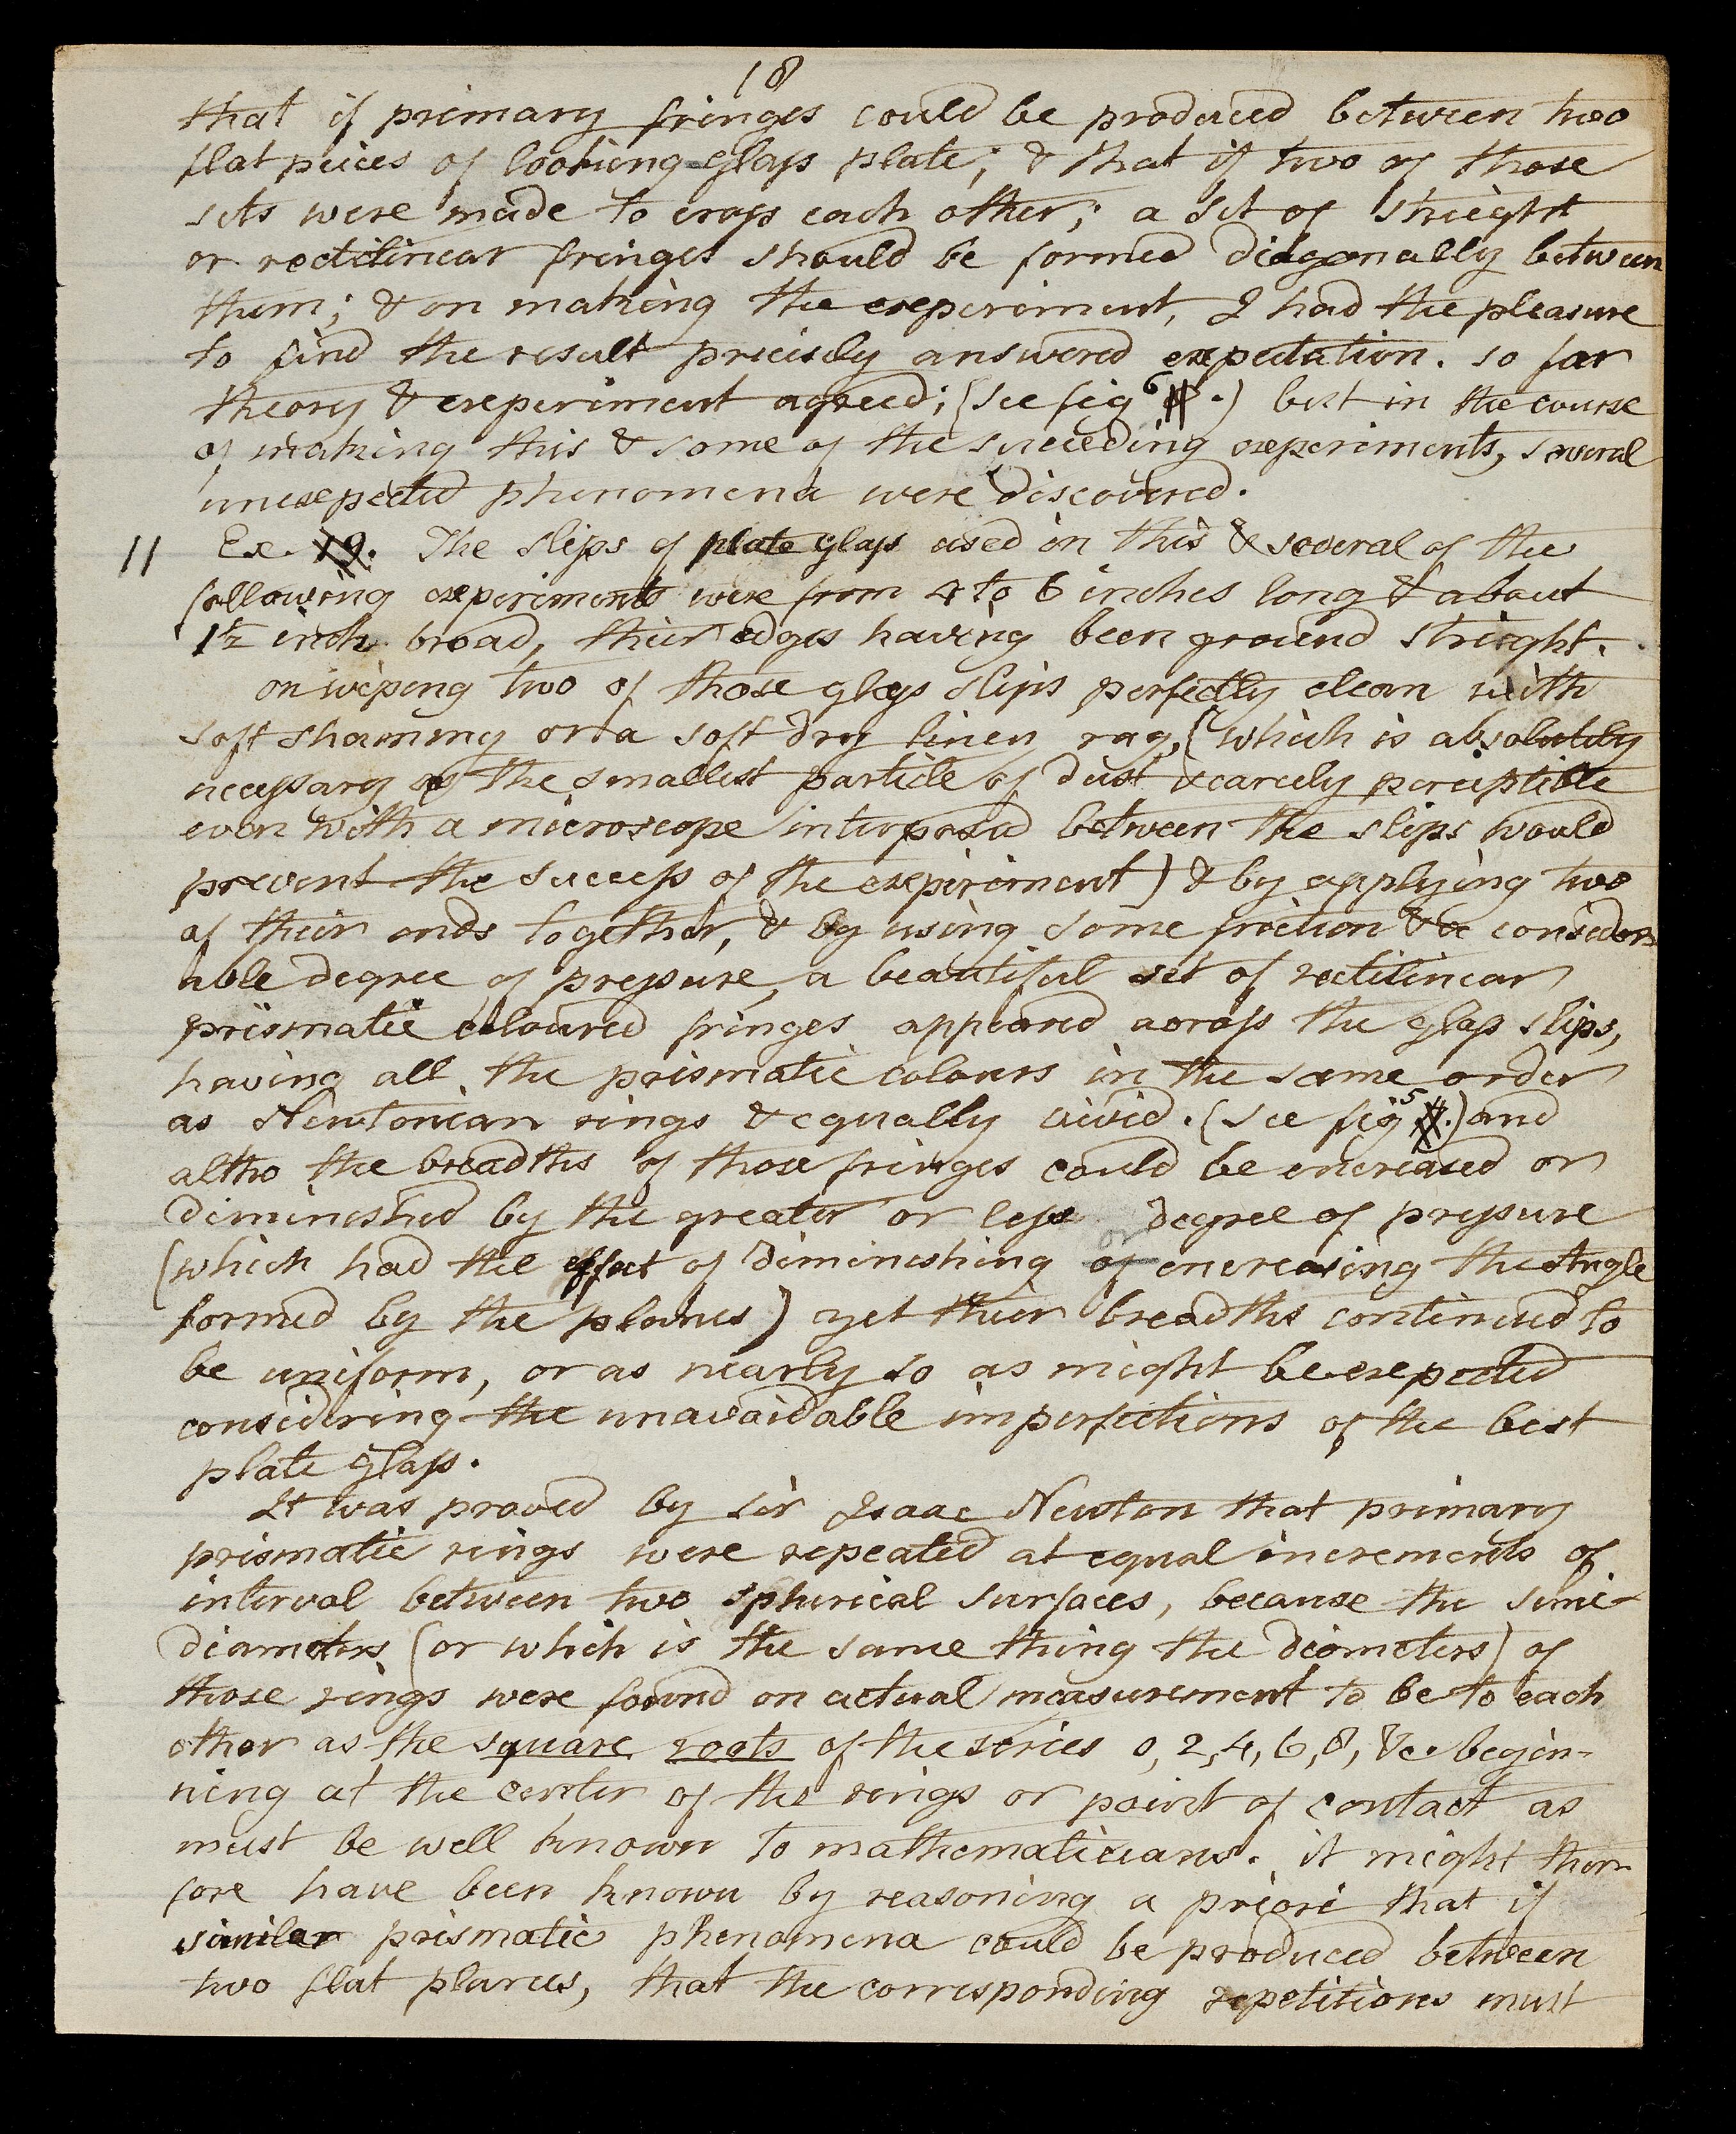 18
that if primary fringes could be produced between two
flat peices of looking-glass plate; & that if two of those
sets were made to cross each other; a set of streight
or rectilinear fringes should be formed diagonally between
them; & on making the experiment, I had the pleasure
to find the result precisely answered expectation. so far
theory & experiment agreed; (see fig 6.) but in the course
of making this & some of the succeeding experiments, several
unexpected phenomena were discovered.
11 Ex. 19. The slips of plate glass used in this & several of the
following experiments were from 4 to 6 inches long & about
1½ inch broad, their edges having been ground streight.
on wiping two of those glass slips perfectly clean with
soft shammy or a soft dry linen rag, (which is absolutely
necessary as the smallest particle of dust scarcely perceptible
even with a microscope interposed between the slips would
prevent the success of the experiment) & by applying two
of their ends together, & by using some friction & a consider-
able degree of pressure, a beautiful set of rectilinear
prismatic coloured fringes appeared across the glass slips,
having all the prismatic colours in the same order
as Newtonian rings & equally vivid. (see fig 5.) and
altho the breadths of those fringes could be encreased or
diminished by the greater or less degree of pressure
(which had the effect of diminishing or encreasing the Angle
formed by the planes) yet their breadths continued to
be uniform, or as nearly so as might be expected
considering the unavoidable imperfections of the best
plate glass.
It was proved by Sir Isaac Newton that primary
prismatic rings were repeated at equal increments of
interval between two spherical surfaces, because the semi-
diameters (or which is the same thing the diameters) of
those rings were found on actual measurement to be to each
other as the square roots of the series 0, 2, 4, 6, 8, &c. begin-
ning at the center of the rings or point of contact as
must be well known to mathematicians. it might there-
fore have been known by reasoning a priori that if
similar prismatic phenomena could be produced between
two flat planes, that the corresponding repetitions must